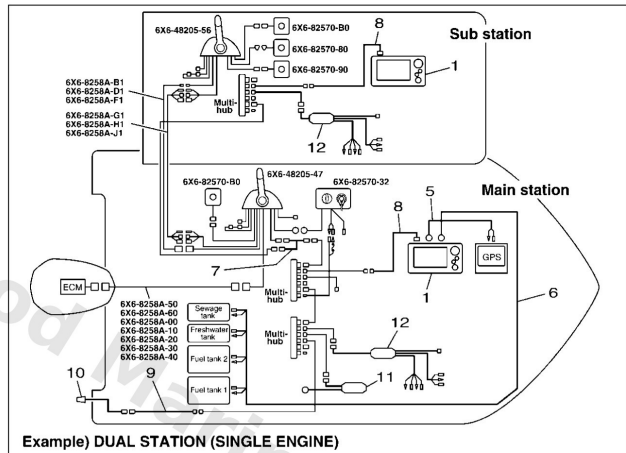 6X6-48205-56
6X6-82570-B0
6X6-82570-80
6X6-82570-90
8
Sub station
1
6X6-8258A-B1
6X6-8258A-D1
6X6-8258A-F1
6X6-8258A-G1
6X6-8258A-H1
6X6-8258A-J1
Multi-
hub
12
6X6-82570-B0
6X6-48205-47
6X6-82570-32
Main station
8
5
GPS
1
7
6
ECM
Multi-
hub
6X6-8258A-50
6X6-8258A-60
6X6-8258A-00
6X6-8258A-10
6X6-8258A-20
6X6-8258A-30
6X6-8258A-40
Sewage
tank
Freshwater
tank
Fuel tank 2
Fuel tank 1
Multi-
hub
12
11
10
9
Example) DUAL STATION (SINGLE ENGINE)